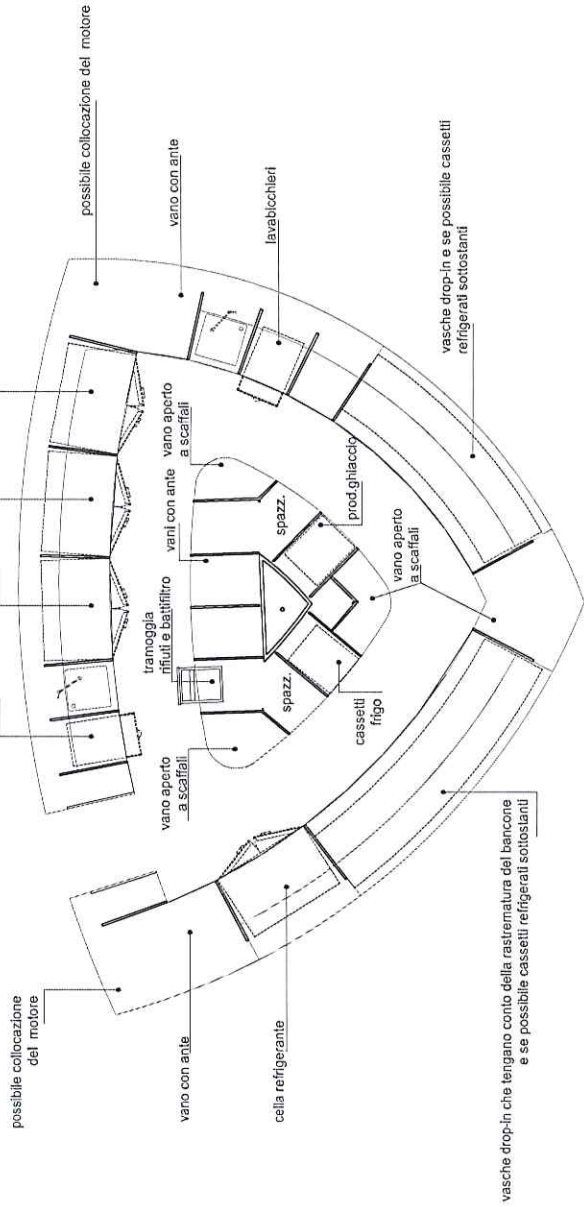 possibile collocazione del motore
vano con ante
lavabicchieri
vasche drop-in e se possibile cassetti
refrigerati sottostanti
vano aperto
a scaffali
vani con ante
spazz.
prod.ghiaccio
vano aperto
a scaffali
tramoggia
rifiuti e battifiltro
spazz.
cassetti
frigo
vano aperto
a scaffali
possibile collocazione
del motore
vano con ante
cella refrigerante
vasche drop-in che tengano conto della rastrematura del bancone
e se possibile cassetti refrigerati sottostanti